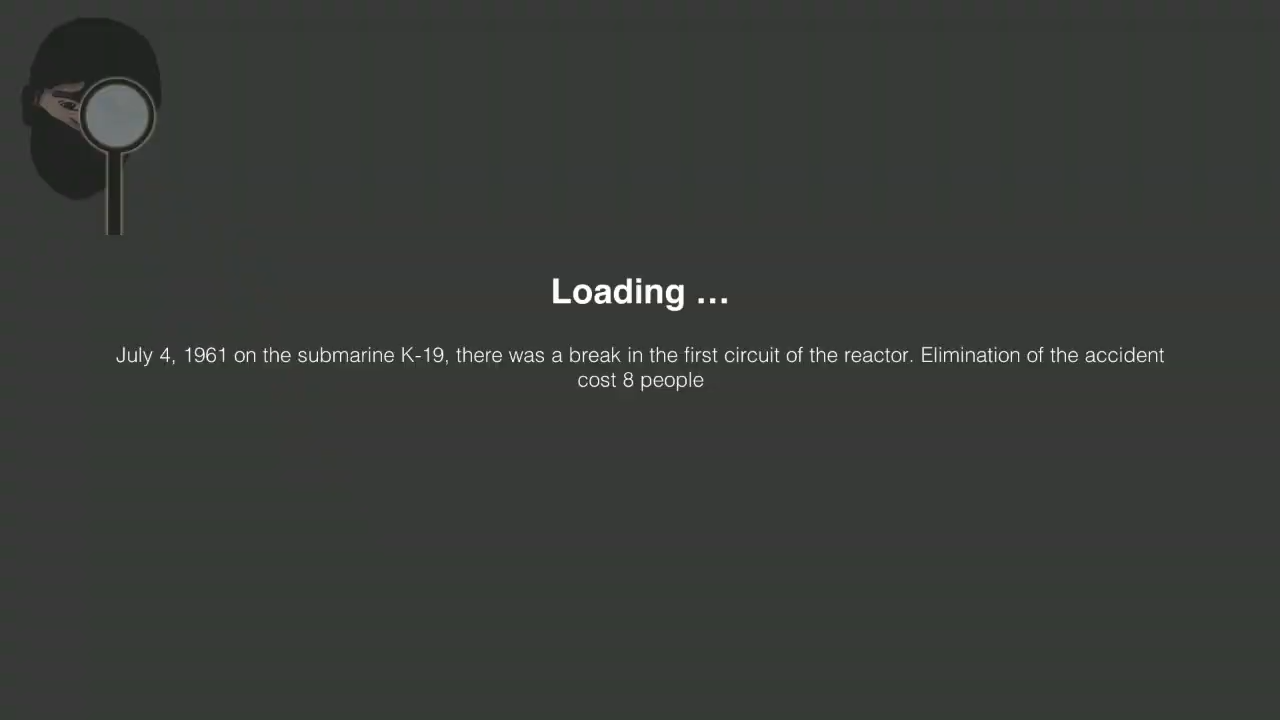 Loading ...
July 4, 1961 on the submarine K-19, there was a break in the first circuit of the reactor. Elimination of the accident
cost 8 people